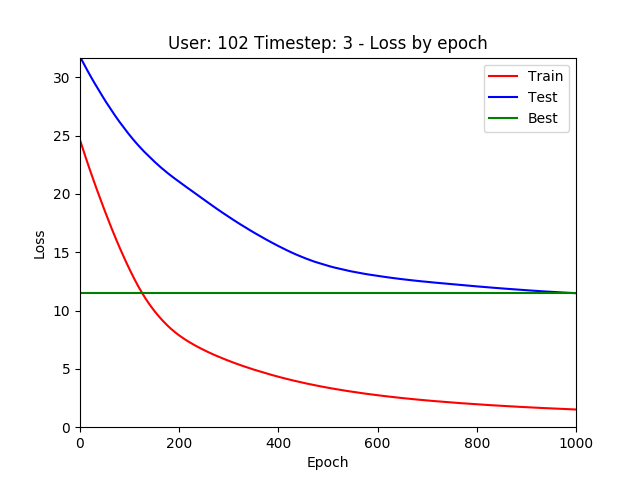 User: 102 Timestep: 3 - Loss by epoch
Train
Test
Best
Loss
30
25
20
15
10
5
0
0 200 400 600 800 1000
Epoch